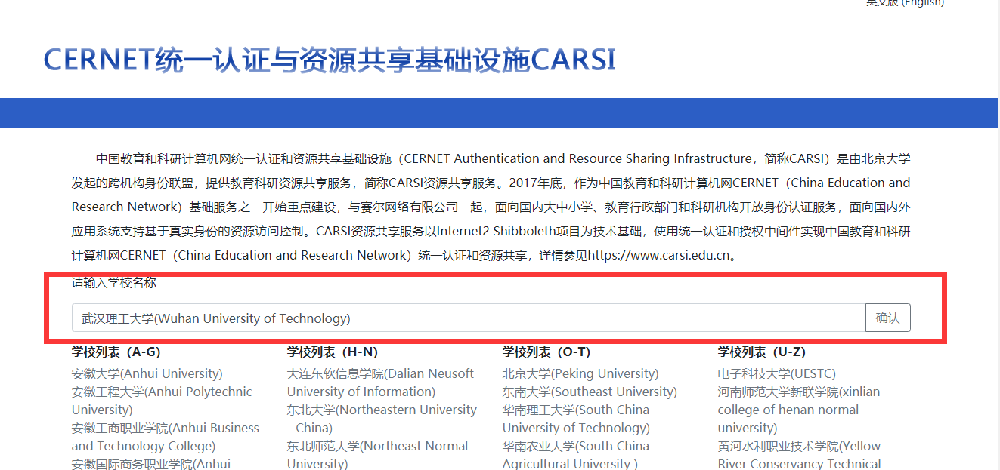 英文版 (English)
CERNET统一认证与资源共享基础设施CARSI
中国教育和科研计算机网统一认证和资源共享基础设施（CERNET Authentication and Resource Sharing Infrastructure，简称CARSI）是由北京大学
发起的跨机构身份联盟，提供教育科研资源共享服务，简称CARSI资源共享服务。2017年底，作为中国教育和科研计算机网CERNET（China Education and
Research Network）基础服务之一开始重点建设，与赛尔网络有限公司一起，面向国内大中小学、教育行政部门和科研机构开放身份认证服务，面向国内外
应用系统支持基于真实身份的资源访问控制。CARSI资源共享服务以Internet2 Shibboleth项目为技术基础，使用统一认证和授权中间件实现中国教育和科研
计算机网CERNET（China Education and Research Network）统一认证和资源共享，详情参见https://www.carsi.edu.cn。
请输入学校名称
武汉理工大学(Wuhan University of Technology)
确认
学校列表（A-G）
安徽大学(Anhui University)
安徽工程大学(Anhui Polytechnic
University)
安徽工商职业学院(Anhui Business
and Technology College)
安徽国际商务职业学院(Anhui
学校列表（H-N）
大连东软信息学院(Dalian Neusoft
University of Information)
东北大学(Northeastern University
- China)
东北师范大学(Northeast Normal
University)
学校列表（O-T）
北京大学(Peking University)
东南大学(Southeast University)
华南理工大学(South China
University of Technology)
华南农业大学(South China
Agricultural University )
学校列表（U-Z）
电子科技大学(UESTC)
河南师范大学新联学院(xinlian
college of henan normal
university)
黄河水利职业技术学院(Yellow
River Conservancy Technical